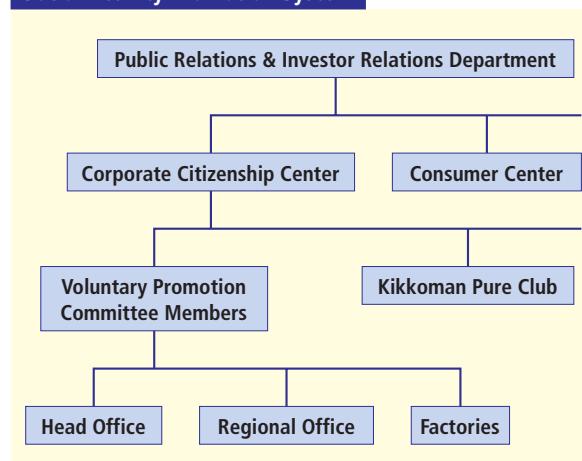 Public Relations & Investor Relations Department
Corporate Citizenship Center
Consumer Center
Voluntary Promotion
Committee Members
Kikkoman Pure Club
Head Office
Regional Office
Factories